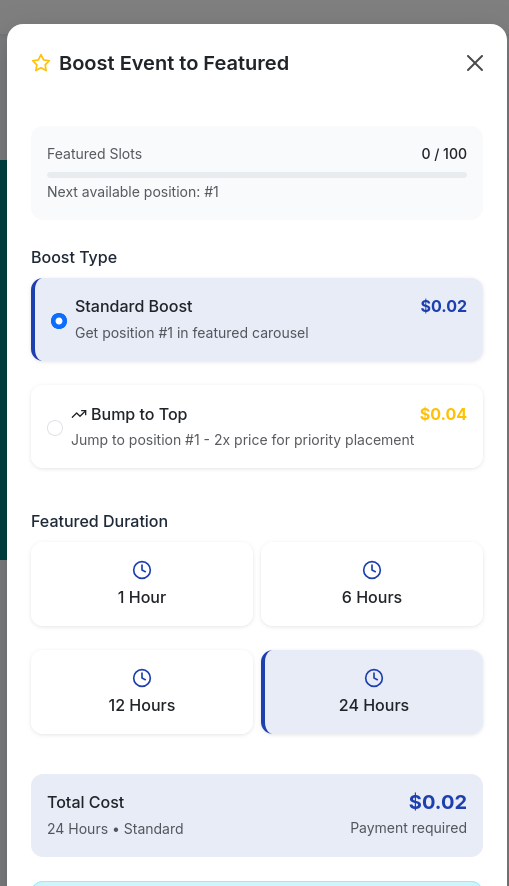 Boost Event to Featured
Featured Slots 0 / 100
Next available position: #1
Boost Type
Standard Boost $0.02
Get position #1 in featured carousel
Bump to Top $0.04
Jump to position #1 - 2x price for priority placement
Featured Duration
1 Hour 6 Hours
12 Hours 24 Hours
Total Cost $0.02
24 Hours • Standard Payment required